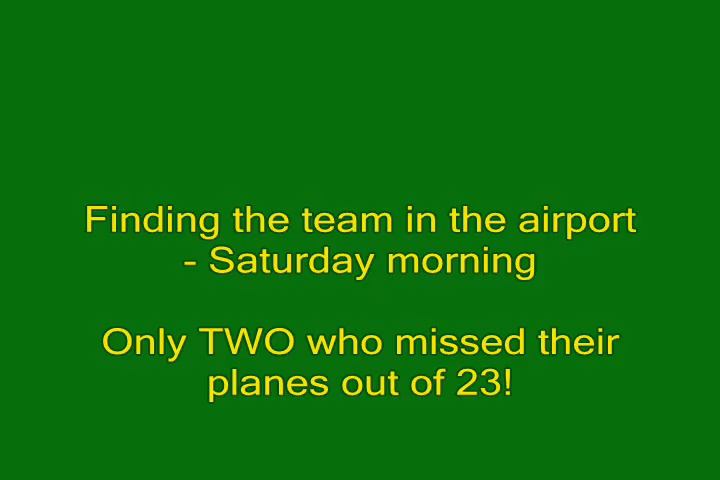 Finding the team in the airport
- Saturday morning
Only TWO who missed their
planes out of 23!